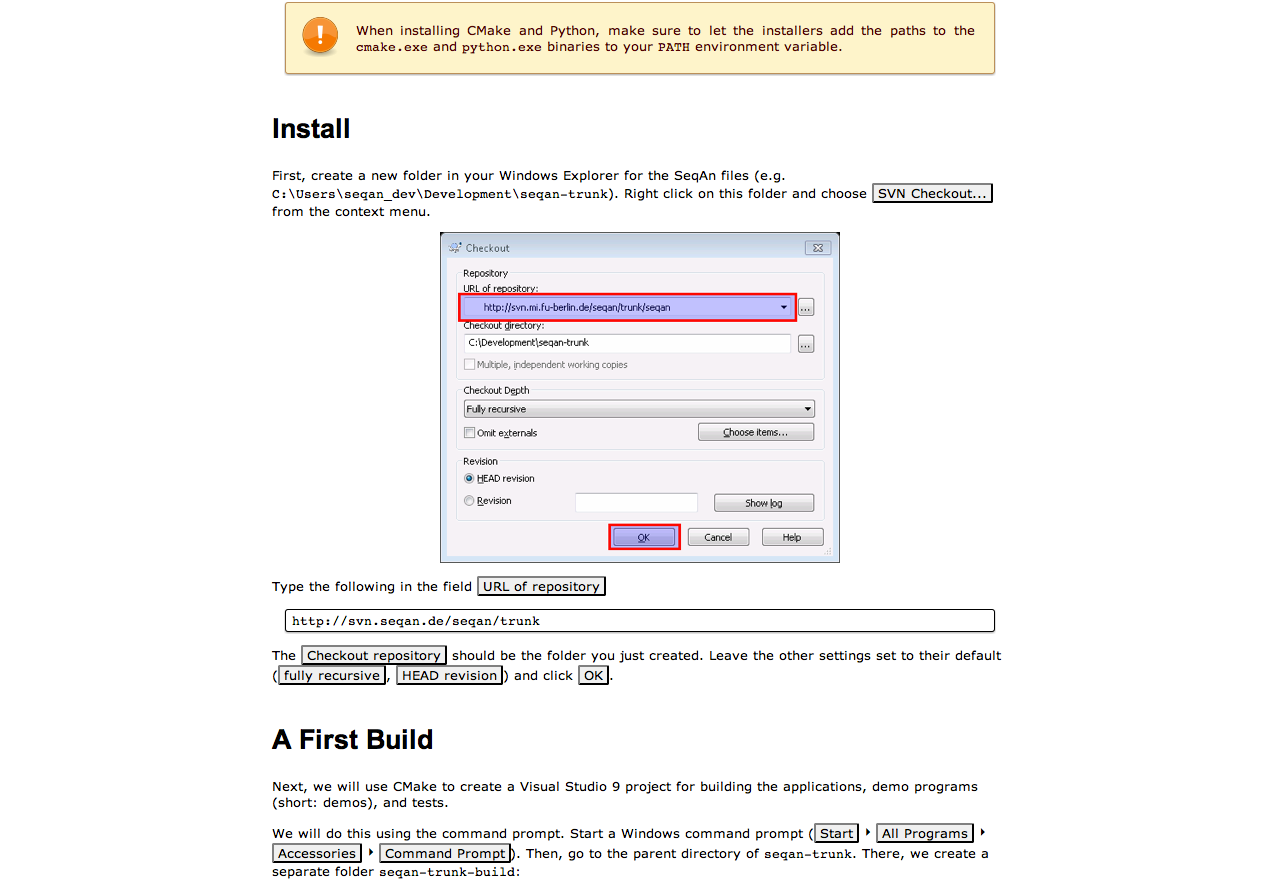 When installing CMake and Python, make sure to let the installers add the paths to the
cmake.exe and python.exe binaries to your PATH environment variable.
Install
First, create a new folder in your Windows Explorer for the SeqAn files (e.g.
C:\Users\seqan_dev\Development\seqan-trunk). Right click on this folder and choose SVN Checkout...
from the context menu.
Checkout
Repository
URL of repository:
http://svn.mi.fu-berlin.de/seqan/trunk/seqan
...
Checkout directory:
C:\Development\seqan-trunk
...
Multiple, independent working copies
Checkout Depth
Fully recursive
Omit externals
Choose items...
Revision
HEAD revision
Revision
Show log
OK Cancel Help
Type the following in the field URL of repository
http://svn.seqan.de/seqan/trunk
The Checkout repository should be the folder you just created. Leave the other settings set to their default
(fully recursive, HEAD revision) and click OK.
A First Build
Next, we will use CMake to create a Visual Studio 9 project for building the applications, demo programs
(short: demos), and tests.
We will do this using the command prompt. Start a Windows command prompt (Start ‣ All Programs ‣
Accessories ‣ Command Prompt). Then, go to the parent directory of seqan-trunk. There, we create a
separate folder seqan-trunk-build: